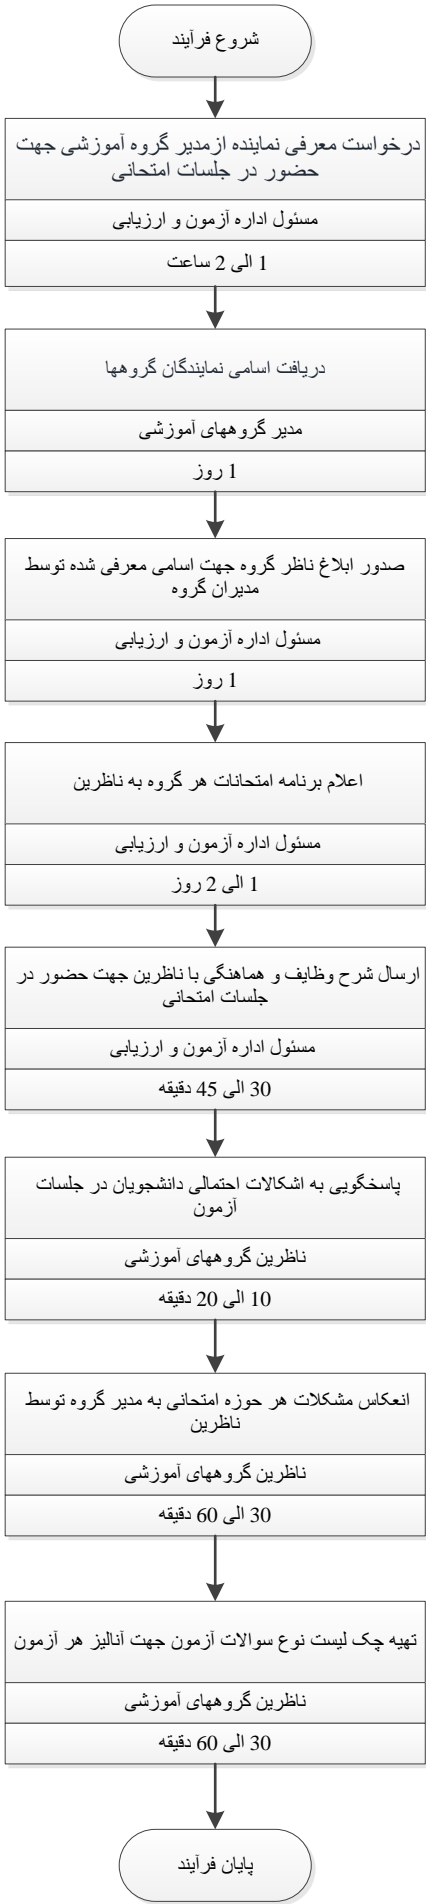 شروع فرآیند
درخواست معرفی نماینده ازمدیر گروه آموزشی جهت
حضور در جلسات امتحانی
مسئول اداره آزمون و ارزیابی
1 الی 2 ساعت
دریافت اسامی نمایندگان گروهها
مدیر گروههای آموزشی
1 روز
صدور ابلاغ ناظر گروه جهت اسامی معرفی شده توسط
مدیران گروه
مسئول اداره آزمون و ارزیابی
1 روز
اعلام برنامه امتحانات هر گروه به ناظرین
مسئول اداره آزمون و ارزیابی
1 الی 2 روز
ارسال شرح وظایف و هماهنگی با ناظرین جهت حضور در
جلسات امتحانی
مسئول اداره آزمون و ارزیابی
30 الی 45 دقیقه
پاسخگویی به اشکالات احتمالی دانشجویان در جلسات
آزمون
ناظرین گروههای آموزشی
10 الی 20 دقیقه
انعکاس مشکلات هر حوزه امتحانی به مدیر گروه توسط
ناظرین
ناظرین گروههای آموزشی
30 الی 60 دقیقه
تهیه چک لیست نوع سوالات آزمون جهت آنالیز هر آزمون
ناظرین گروههای آموزشی
30 الی 60 دقیقه
پایان فرآیند